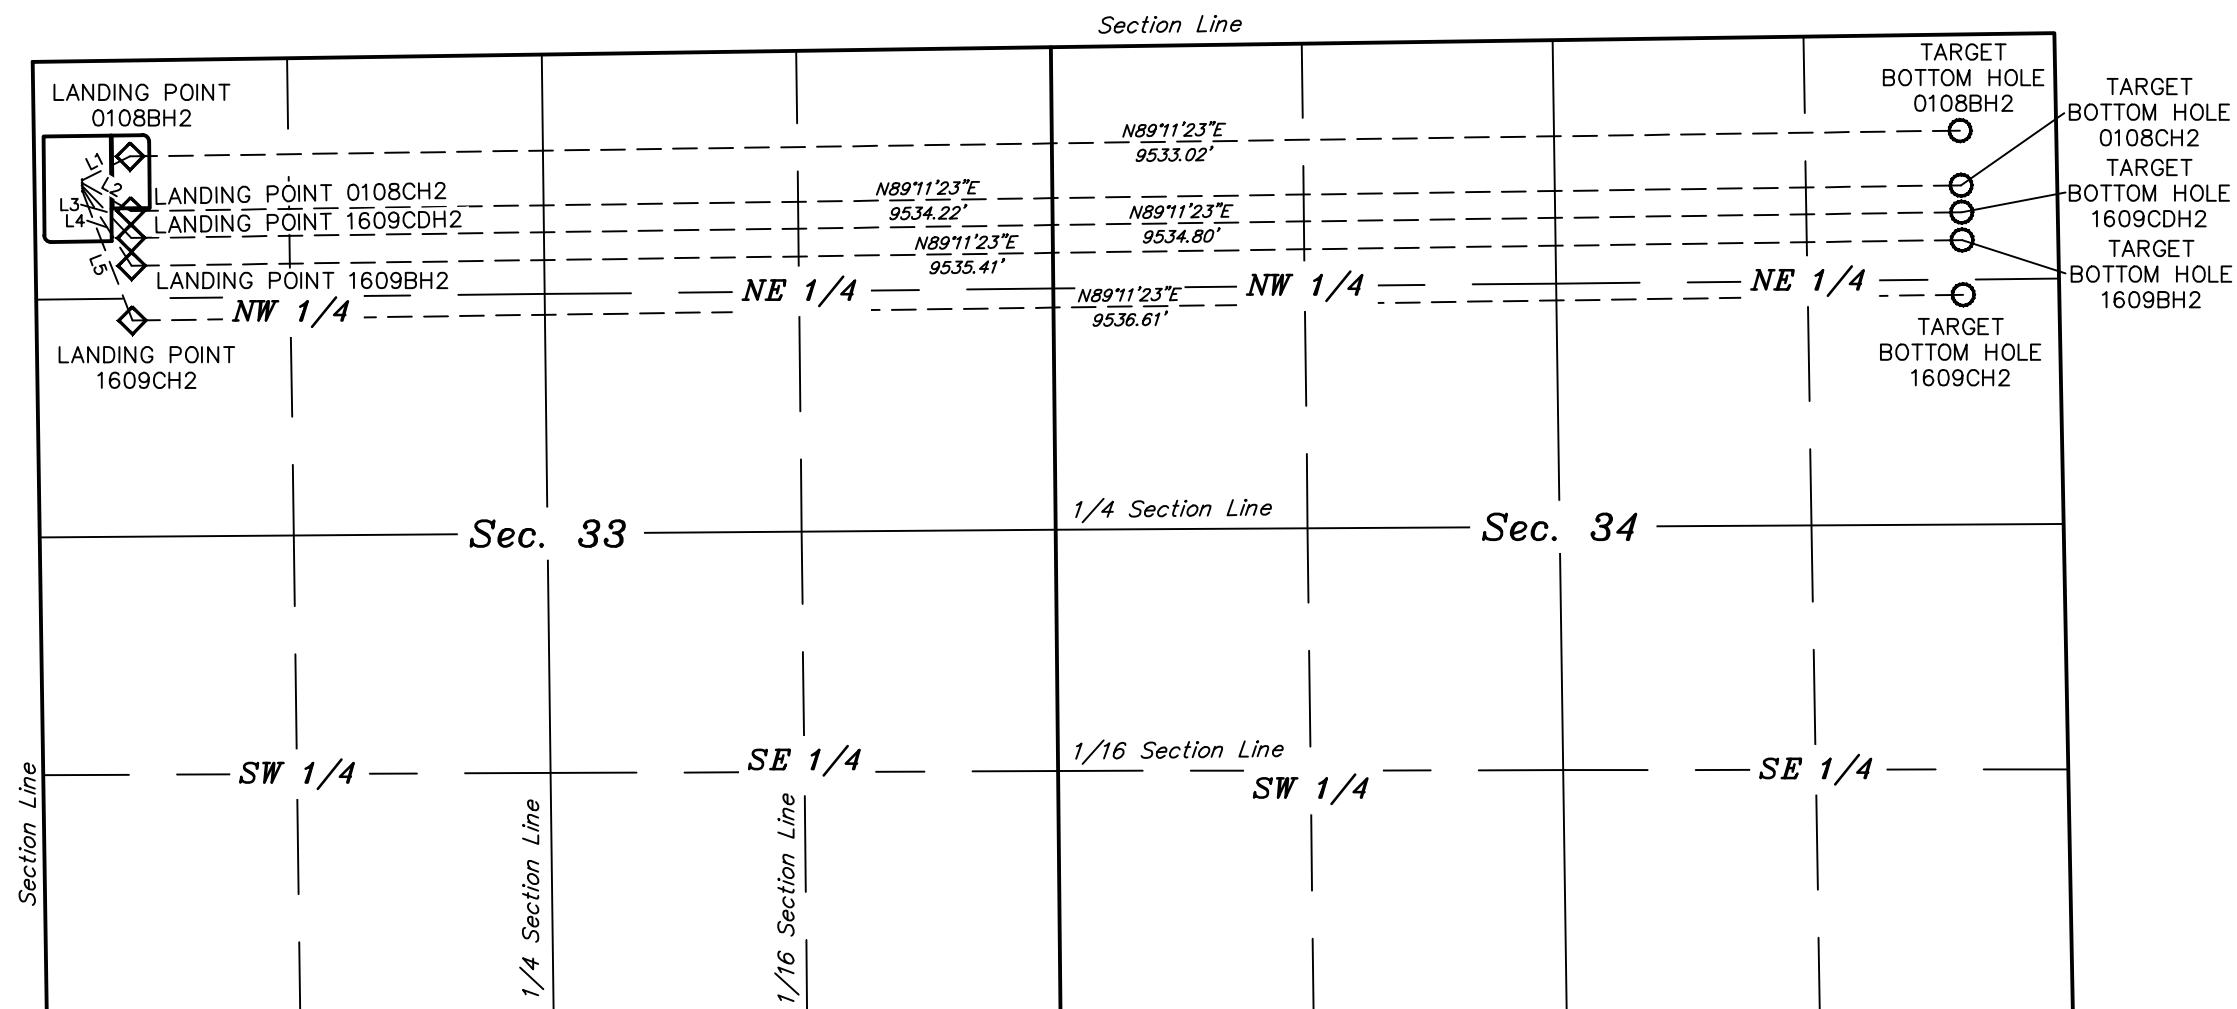 Section Line
LANDING POINT
0108BH2
TARGET
BOTTOM HOLE
0108BH2
TARGET
BOTTOM HOLE
0108CH2
TARGET
BOTTOM HOLE
1609CDH2
TARGET
BOTTOM HOLE
1609BH2
N89°11'23"E
9533.02'
L1
L2
L3
L4
L5
LANDING POINT 0108CH2
N89°11'23"E
9534.22'
LANDING POINT 1609CDH2
N89°11'23"E
9534.80'
N89°11'23"E
9535.41'
LANDING POINT 1609BH2
NW 1/4
NE 1/4
NW 1/4
NE 1/4
N89°11'23"E
9536.61'
LANDING POINT
1609CH2
TARGET
BOTTOM HOLE
1609CH2
1/4 Section Line
Sec. 33
Sec. 34
1/16 Section Line
SW 1/4
SE 1/4
SW 1/4
SE 1/4
Section Line
1/4 Section Line
1/16 Section Line